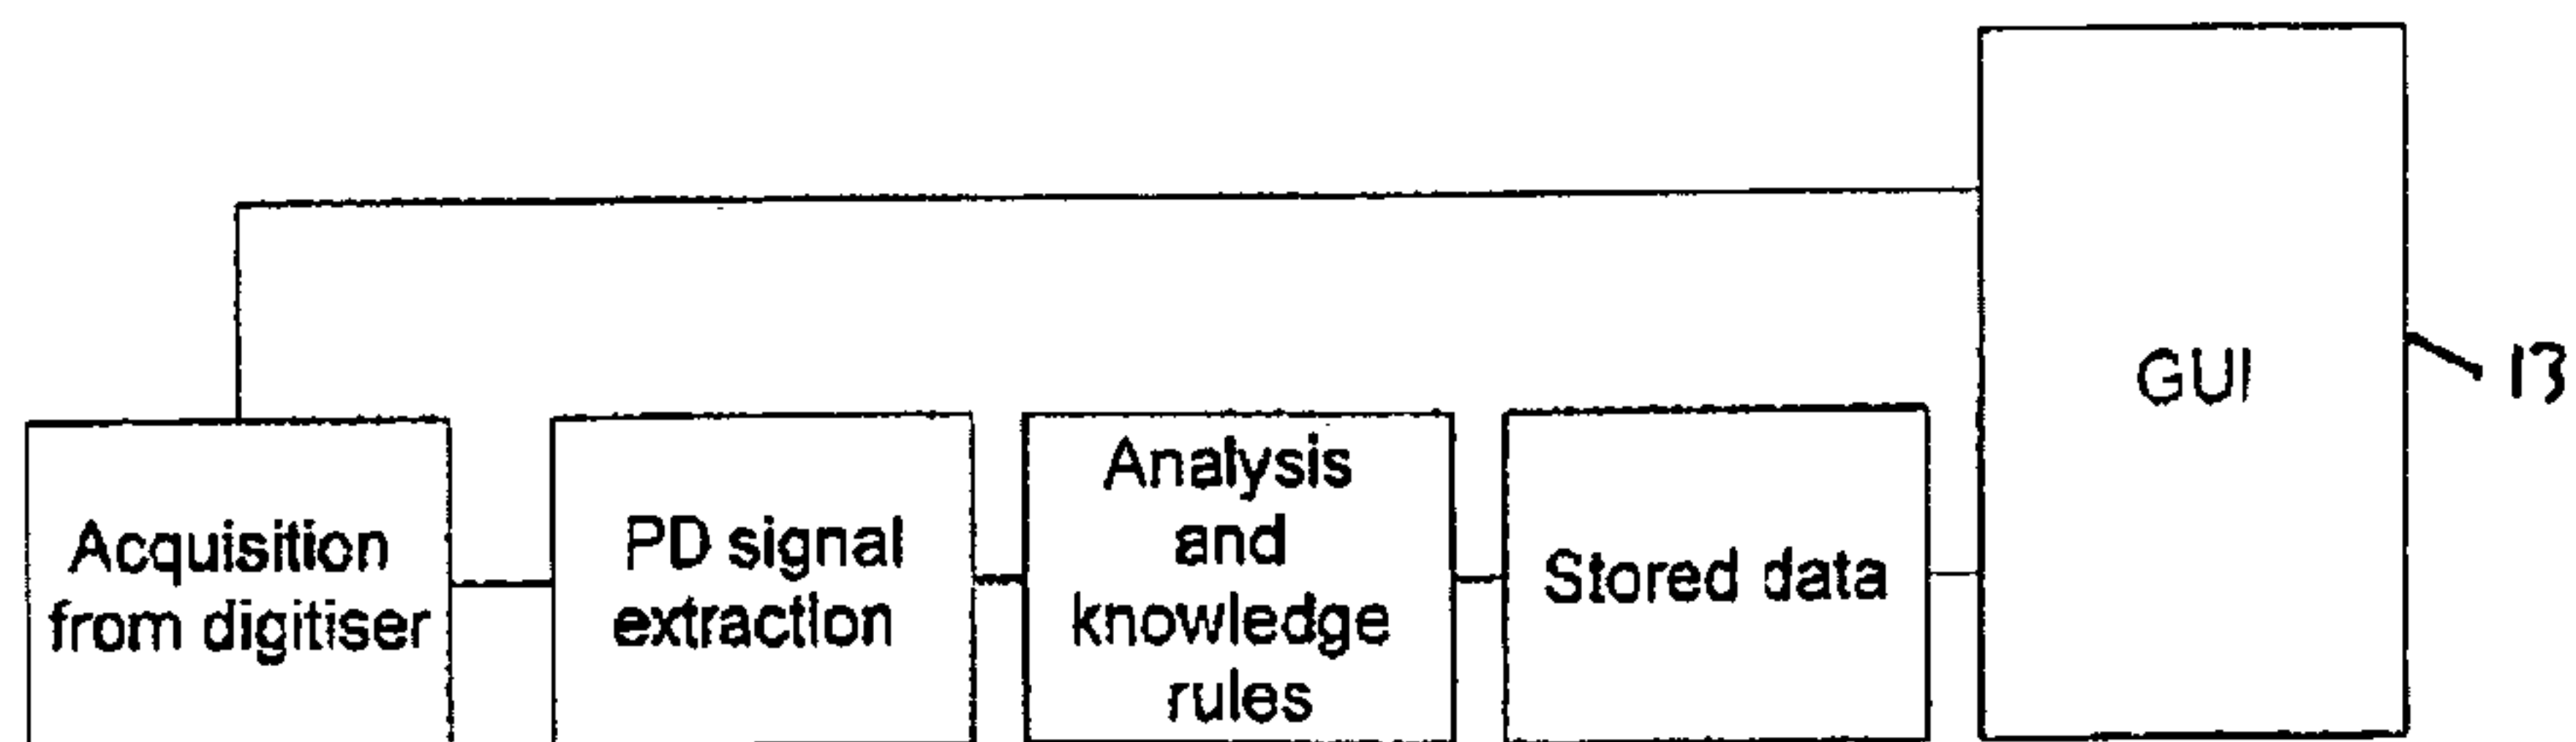 Acquisition
from digitiser
PD signal
extraction
Analysis
and
knowledge
rules
Stored data
GUI
13